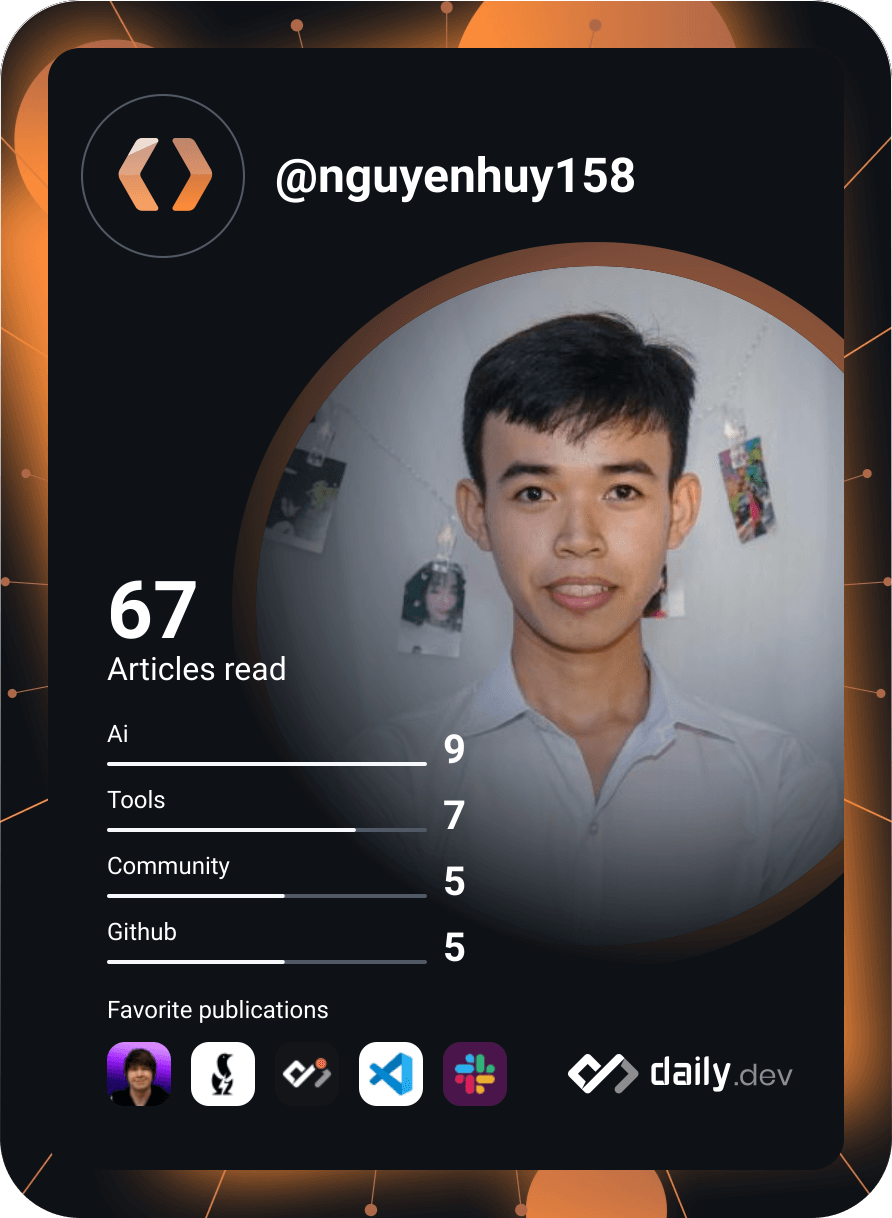 @nguyenhuy158
67
Articles read
Ai
9
Tools
7
Community
5
Github
5
Favorite publications
daily.dev